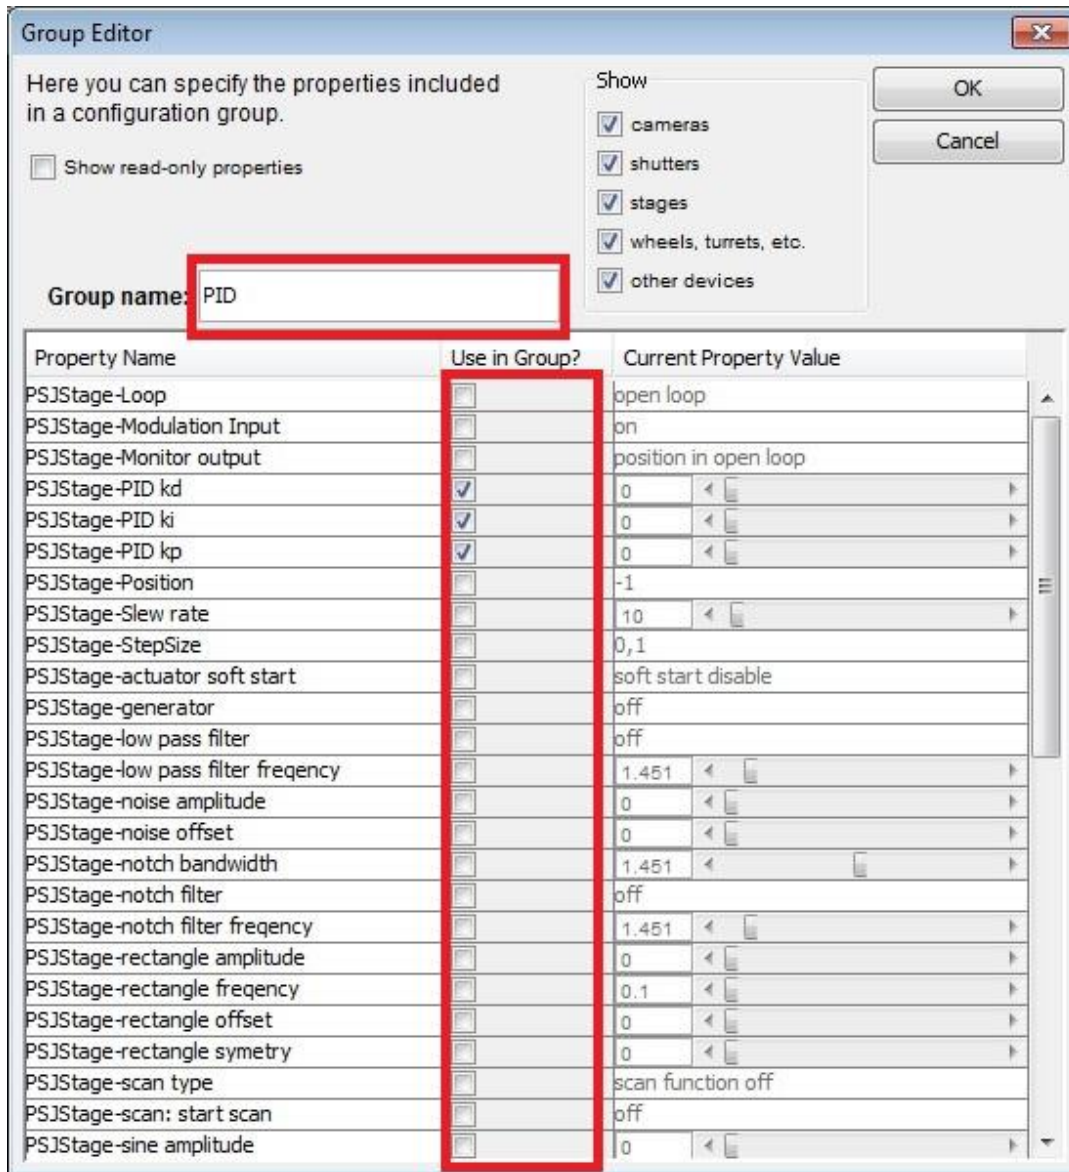 Group Editor
Here you can specify the properties included
in a configuration group.
Show read-only properties
Show
cameras
shutters
stages
wheels, turrets, etc.
other devices
OK
Cancel
Group name: PID
Property Name Use in Group? Current Property Value
PSJStage-Loop open loop
PSJStage-Modulation Input on
PSJStage-Monitor output position in open loop
PSJStage-PID kd 0
PSJStage-PID ki 0
PSJStage-PID kp 0
PSJStage-Position -1
PSJStage-Slew rate 10
PSJStage-StepSize 0,1
PSJStage-actuator soft start soft start disable
PSJStage-generator off
PSJStage-low pass filter off
PSJStage-low pass filter freqency 1.451
PSJStage-noise amplitude 0
PSJStage-noise offset 0
PSJStage-notch bandwidth 1.451
PSJStage-notch filter off
PSJStage-notch filter freqency 1.451
PSJStage-rectangle amplitude 0
PSJStage-rectangle freqency 0.1
PSJStage-rectangle offset 0
PSJStage-rectangle symetry 0
PSJStage-scan type scan function off
PSJStage-scan: start scan off
PSJStage-sine amplitude 0